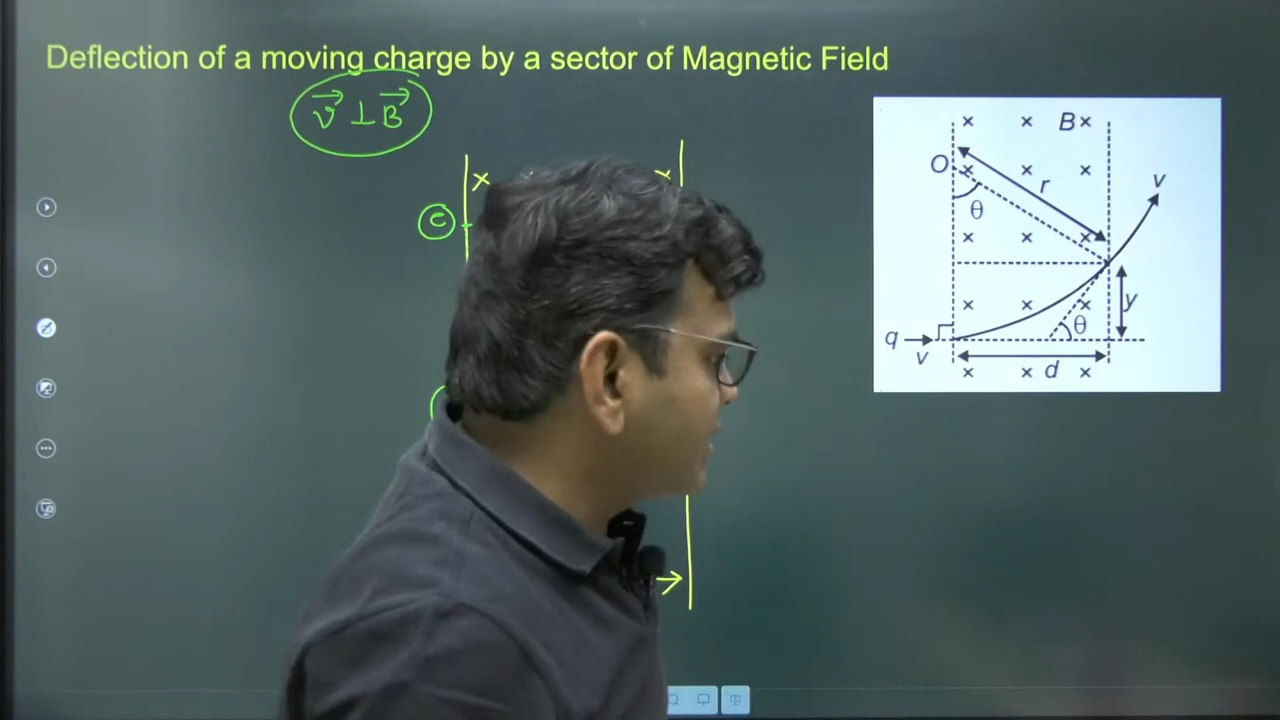 Deflection of a moving charge by a sector of Magnetic Field
v⃗ ⊥ B⃗
× ×
C
× × B ×
O × × ×
r
v
θ
× × ×
× × × y
θ
q
v
d
× × ×